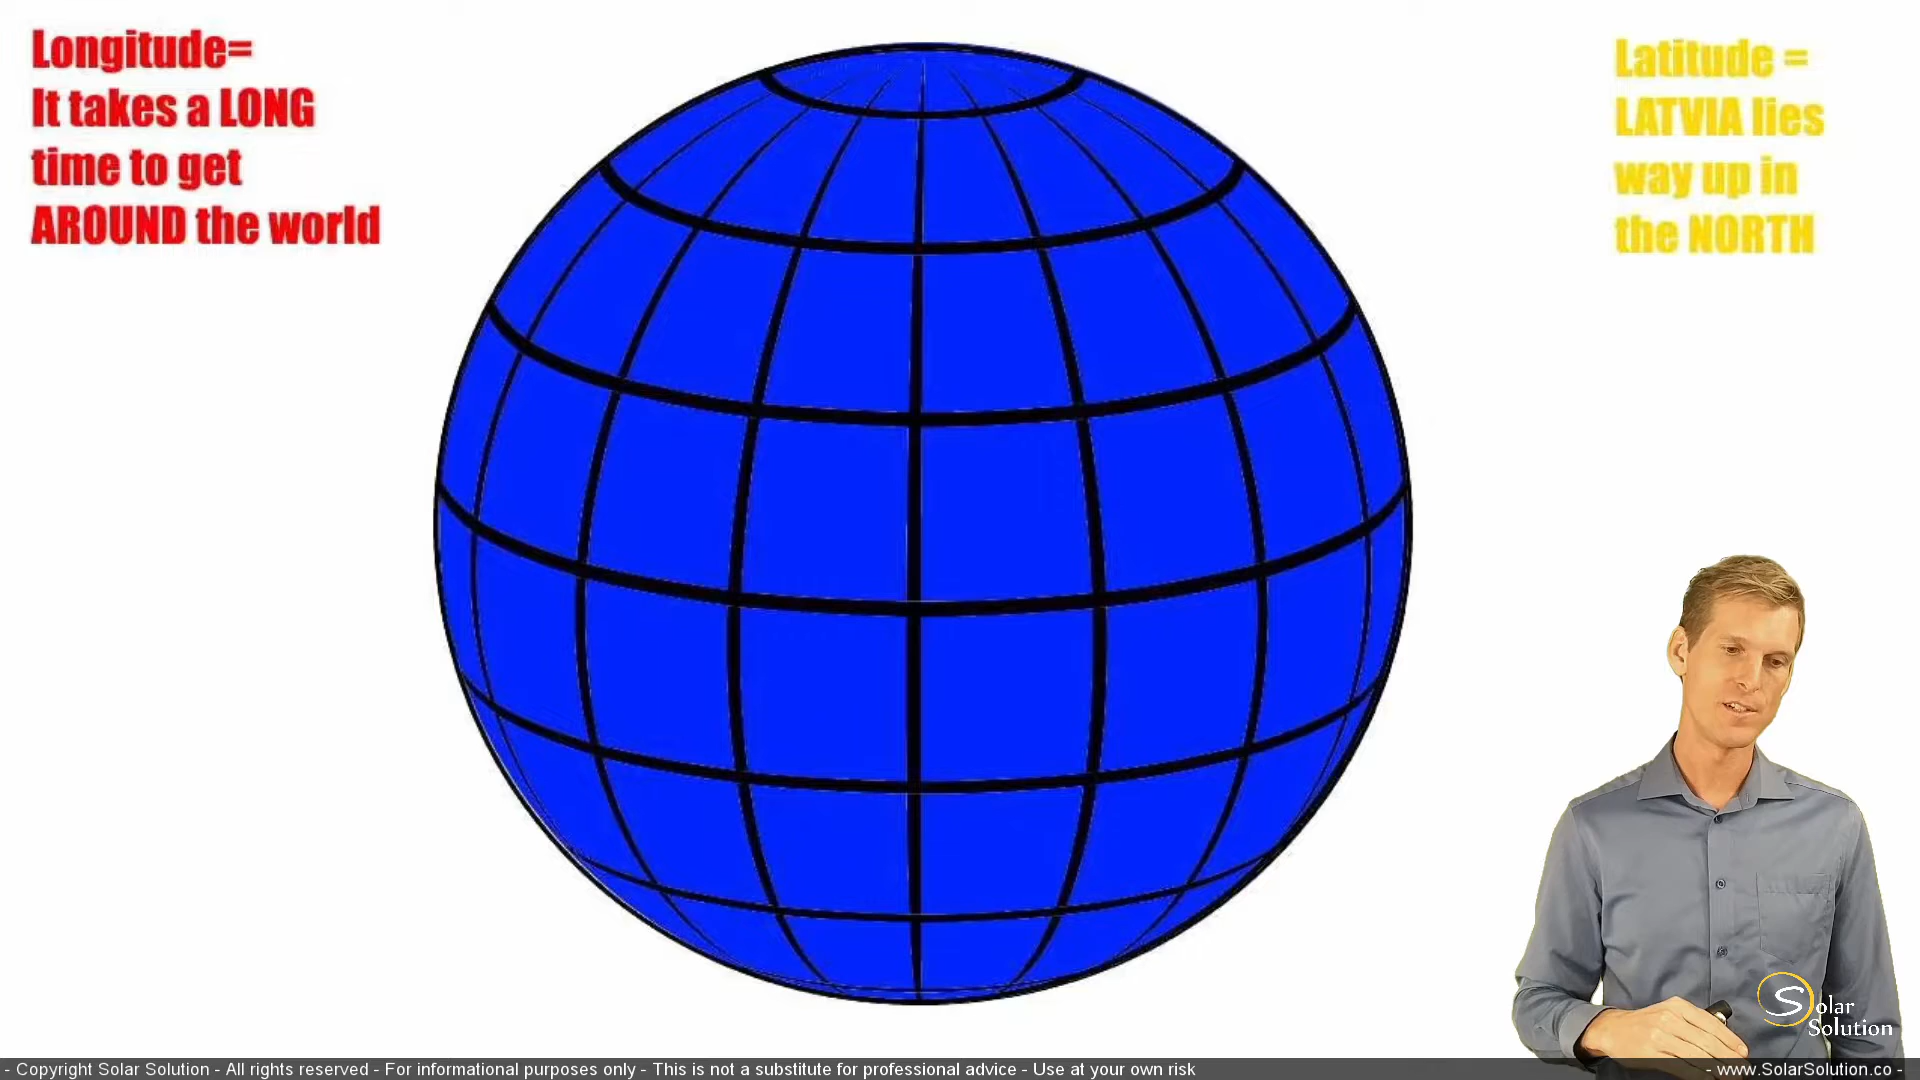 Longitude=
It takes a LONG
time to get
AROUND the world
Latitude =
LATVIA lies
way up in
the NORTH
Solar
Solution
- Copyright Solar Solution - All rights reserved - For informational purposes only - This is not a substitute for professional advice - Use at your own risk
- www.SolarSolution.co -